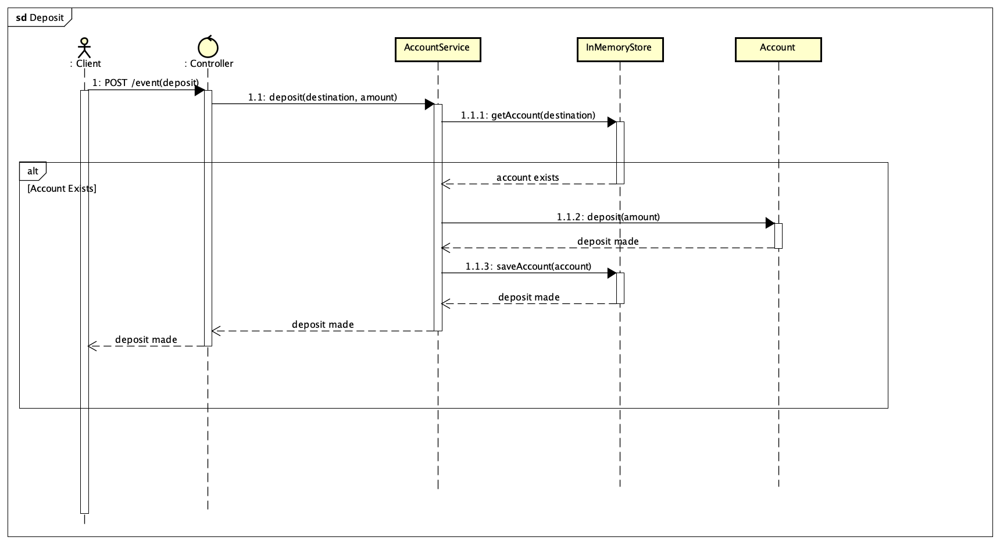 sd Deposit
: Client
: Controller
AccountService
InMemoryStore
Account
1: POST /event(deposit)
1.1: deposit(destination, amount)
1.1.1: getAccount(destination)
alt
[Account Exists]
account exists
1.1.2: deposit(amount)
deposit made
1.1.3: saveAccount(account)
deposit made
deposit made
deposit made